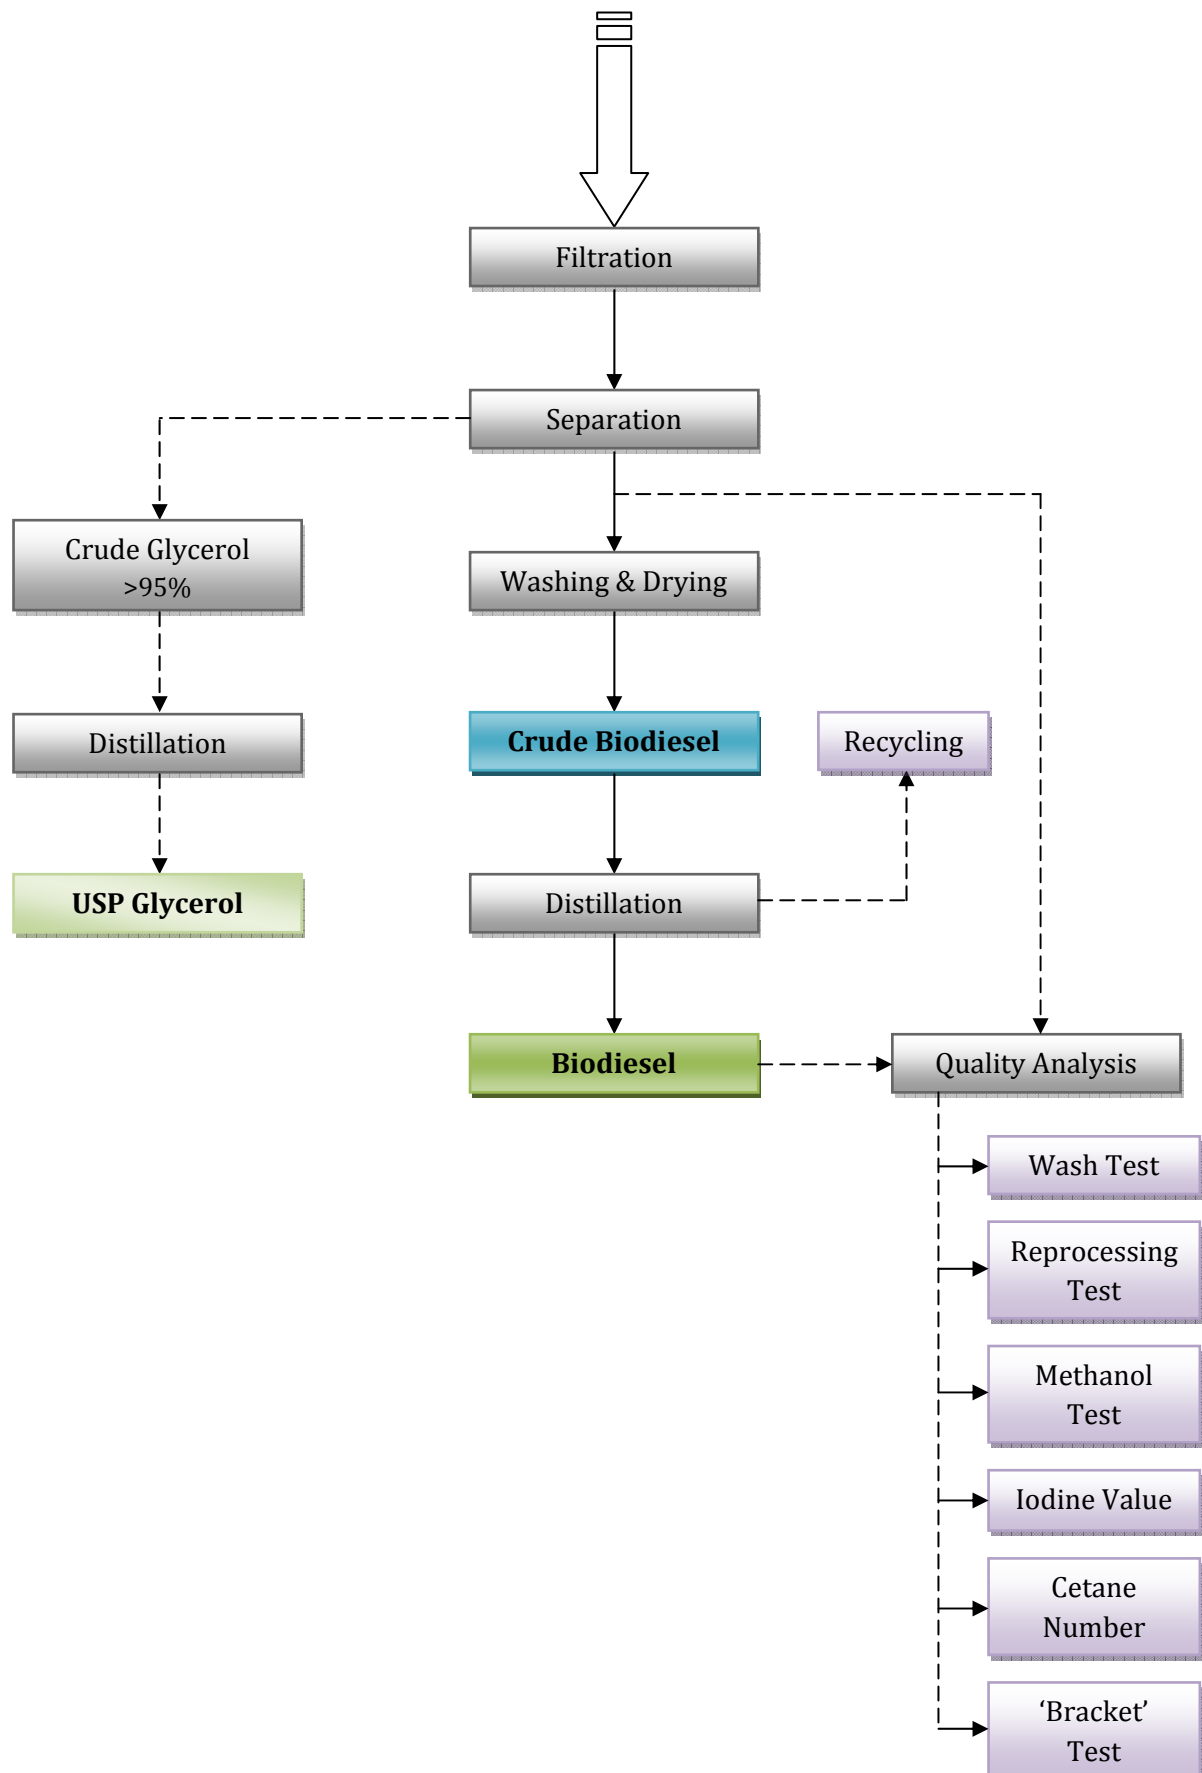 Filtration
Separation
Crude Glycerol
>95%
Washing & Drying
Distillation
Crude Biodiesel
Recycling
USP Glycerol
Distillation
Biodiesel
Quality Analysis
Wash Test
Reprocessing
Test
Methanol
Test
Iodine Value
Cetane
Number
‘Bracket’
Test